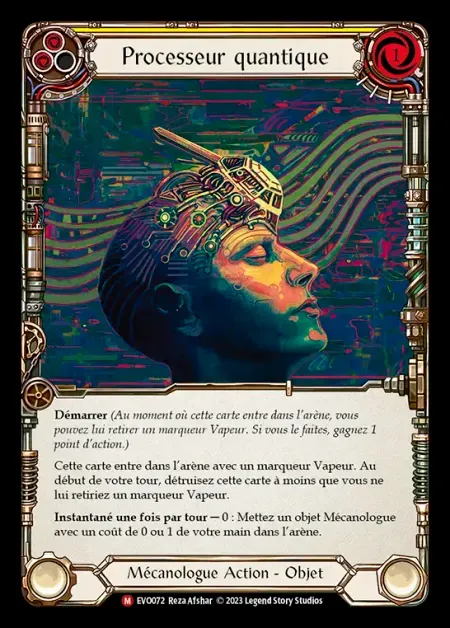 Processeur quantique
1
Démarrer (Au moment où cette carte entre dans l'arène, vous
pouvez lui retirer un marqueur Vapeur. Si vous le faites, gagnez 1
point d'action.)
Cette carte entre dans l'arène avec un marqueur Vapeur. Au
début de votre tour, détruisez cette carte à moins que vous ne
lui retiriez un marqueur Vapeur.
Instantané une fois par tour — 0 : Mettez un objet Mécanologue
avec un coût de 0 ou 1 de votre main dans l'arène.
Mécanologue Action - Objet
M EVO072 Reza Afshar © 2023 Legend Story Studios